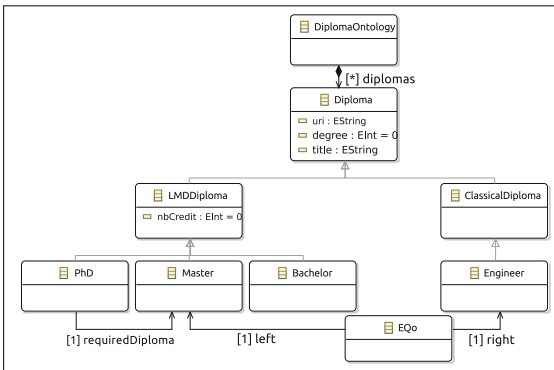 DiplomaOntology
[*] diplomas
Diploma
uri : EString
degree : EInt = 0
title : EString
LMDDiploma
nbCredit : EInt = 0
ClassicalDiploma
PhD
Master
Bachelor
Engineer
[1] requiredDiploma
[1] left
EQo
[1] right